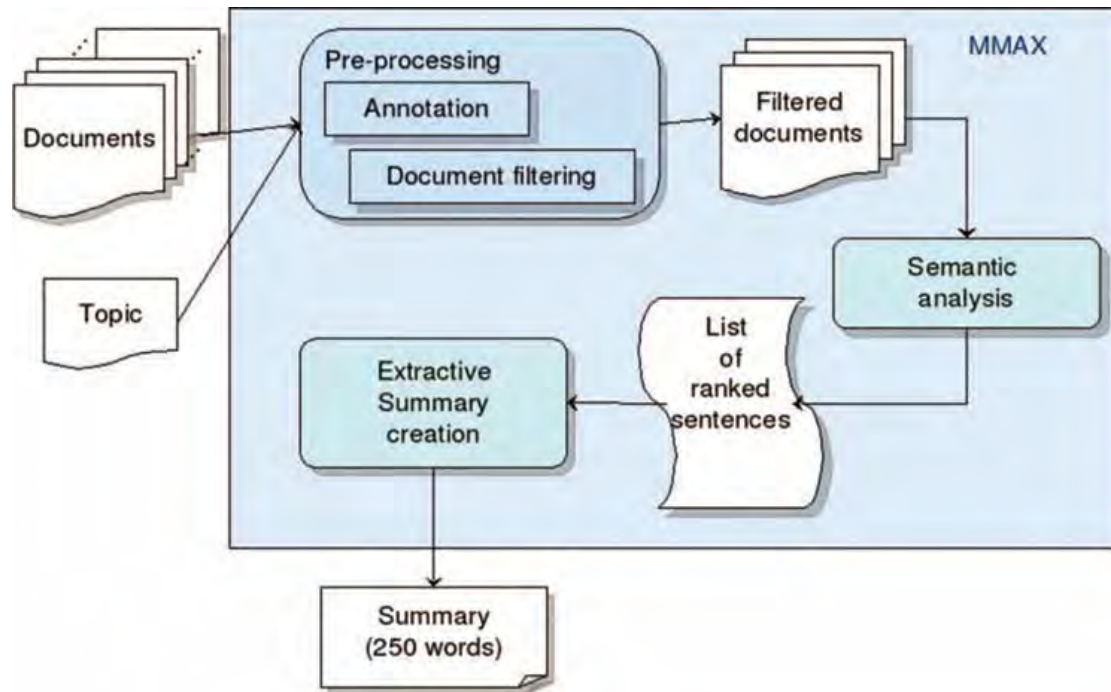 MMAX
Pre-processing
Annotation
Document filtering
Documents
Topic
Filtered
documents
Semantic
analysis
List
of
ranked
sentences
Extractive
Summary
creation
Summary
(250 words)